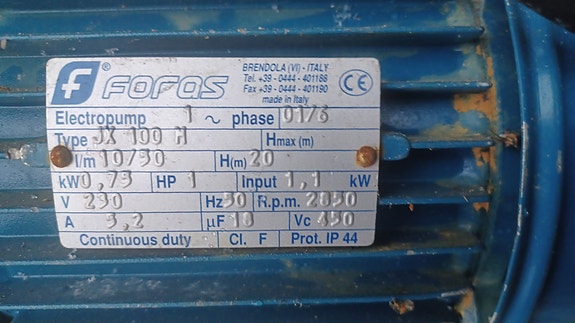 FOFAS
BRENDOLA (VI) - ITALY
Tel. +39 - 0444 - 401188
Fax +39 - 0444 - 401190
made in Italy
CE
Electropump 1 ~ phase 01/6
Type JX 100 M H max (m)
l/m 10/50 H(m) 20
kW 0,75 HP 1 Input 1,1 kW
V 230 Hz 50 R.p.m. 2850
A 5,2 µF 18 Vc 450
Continuous duty Cl. F Prot. IP 44